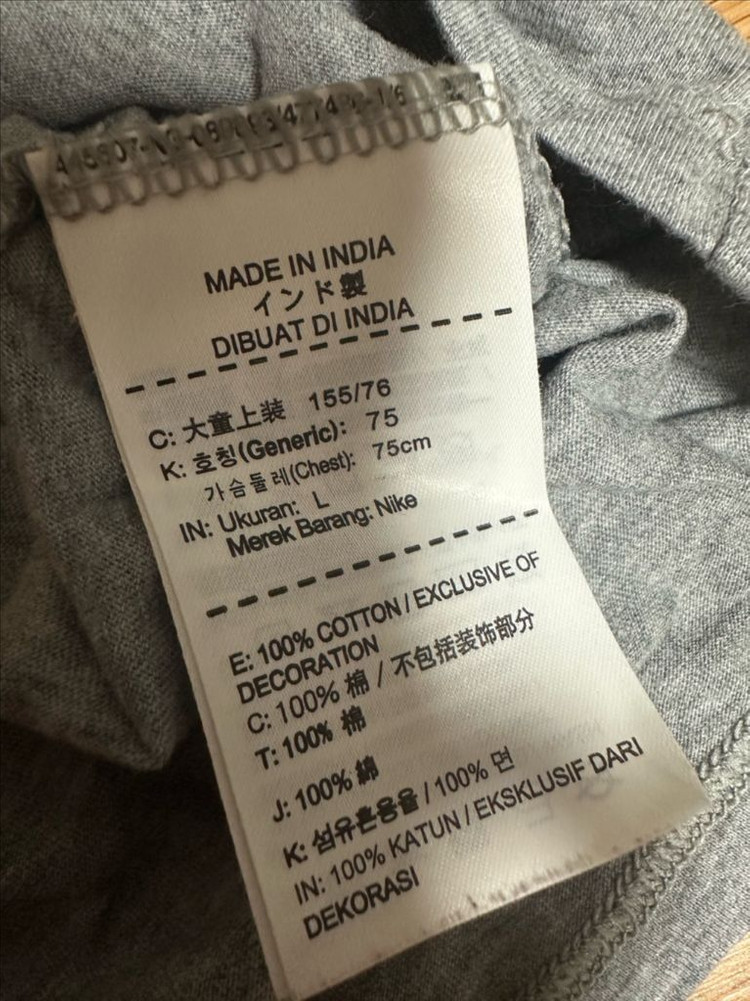 MADE IN INDIA
インド製
DIBUAT DI INDIA
C: 大童上装 155/76
K: 호칭(Generic): 75
가슴둘레(Chest): 75cm
IN: Ukuran: L
Merek Barang: Nike
E: 100% COTTON / EXCLUSIVE OF
DECORATION
C: 100% 棉 / 不包括装饰部分
T: 100% 棉
J: 100% 綿
K: 섬유혼용율 / 100% 면
IN: 100% KATUN / EKSKLUSIF DARI
DEKORASI